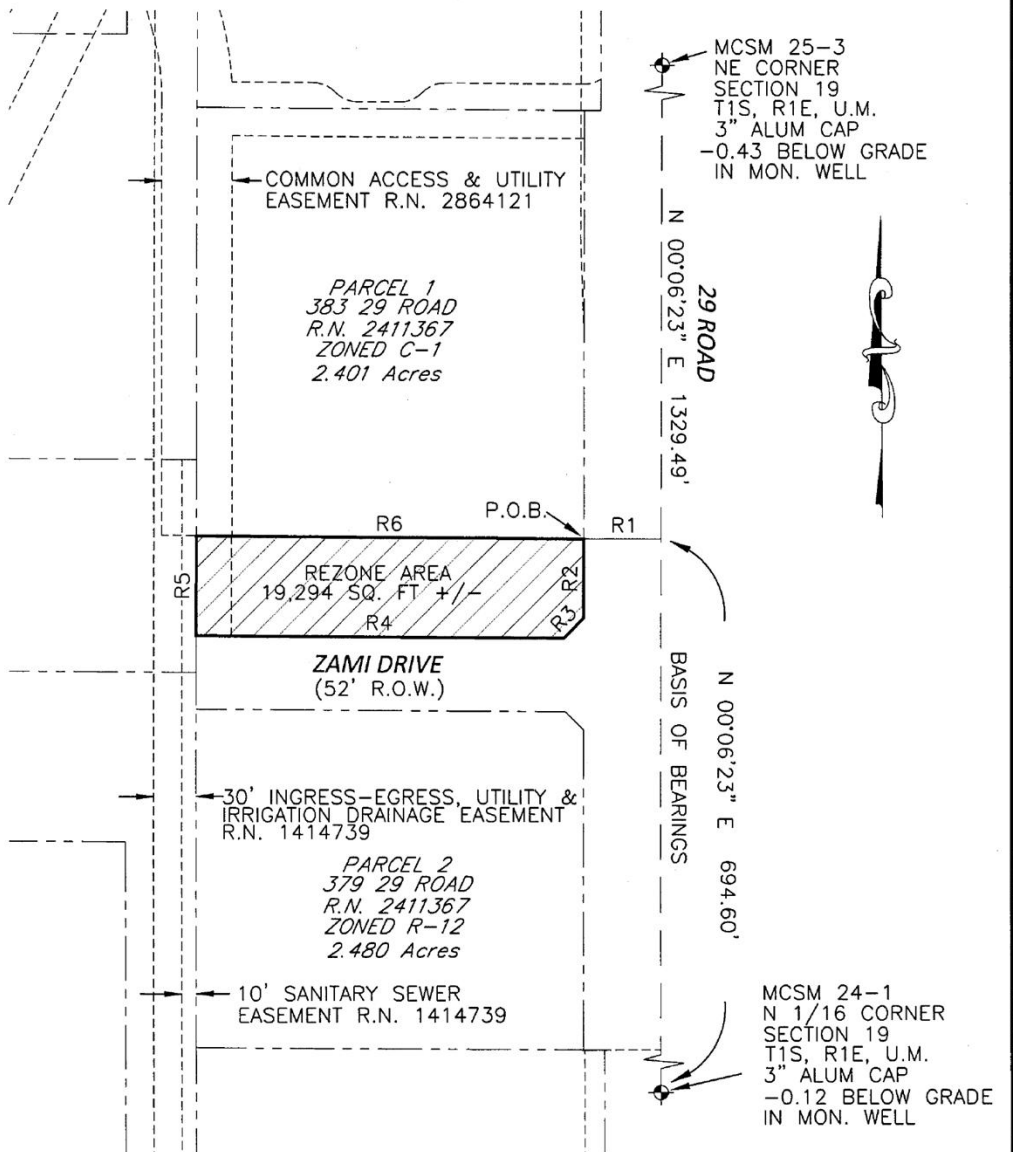 MCSM 25-3
NE CORNER
SECTION 19
T1S, R1E, U.M.
3" ALUM CAP
-0.43 BELOW GRADE
IN MON. WELL
COMMON ACCESS & UTILITY
EASEMENT R.N. 2864121
PARCEL 1
383 29 ROAD
R.N. 2411367
ZONED C-1
2.401 Acres
29 ROAD
N 00°06'23" E 1329.49'
R6
P.O.B.
R1
REZONE AREA
19,294 SQ. FT +/-
R5
R2
R3
R4
ZAMI DRIVE
(52' R.O.W.)
BASIS OF BEARINGS
N 00°06'23" E 694.60'
30' INGRESS-EGRESS, UTILITY &
IRRIGATION DRAINAGE EASEMENT
R.N. 1414739
PARCEL 2
379 29 ROAD
R.N. 2411367
ZONED R-12
2.480 Acres
10' SANITARY SEWER
EASEMENT R.N. 1414739
MCSM 24-1
N 1/16 CORNER
SECTION 19
T1S, R1E, U.M.
3" ALUM CAP
-0.12 BELOW GRADE
IN MON. WELL